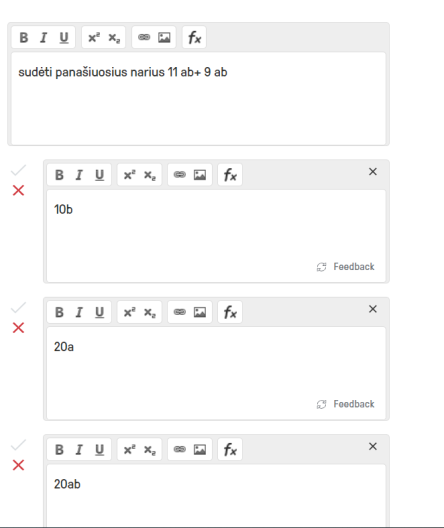 B I U x² x₂ fx
sudėti panašiuosius narius 11 ab+ 9 ab
B I U x² x₂ fx
10b
Feedback
B I U x² x₂ fx
20a
Feedback
B I U x² x₂ fx
20ab